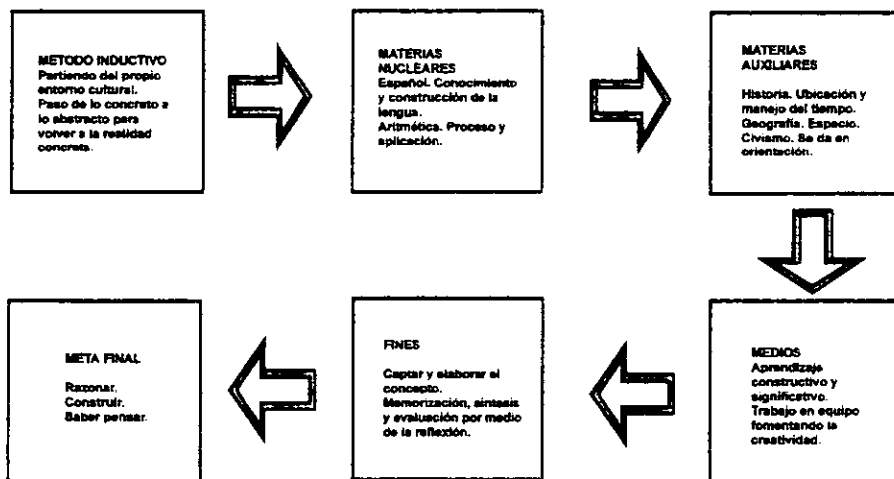 METODO INDUCTIVO
Partiendo del propio
entorno cultural.
Paso de lo concreto a
lo abstracto para
volver a la realidad
concreta.
MATERIAS
NUCLEARES
Español. Conocimiento
y construcción de la
lengua.
Aritmética. Proceso y
aplicación.
MATERIAS
AUXILIARES
Historia. Ubicación y
manejo del tiempo.
Geografía. Espacio.
Civismo. Se da en
orientación.
MEDIOS
Aprendizaje
constructivo y
significativo.
Trabajo en equipo
fomentando la
creatividad.
FINES
Captar y elaborar el
concepto.
Memorización, síntesis
y evaluación por medio
de la reflexión.
META FINAL
Razonar.
Construir.
Saber pensar.